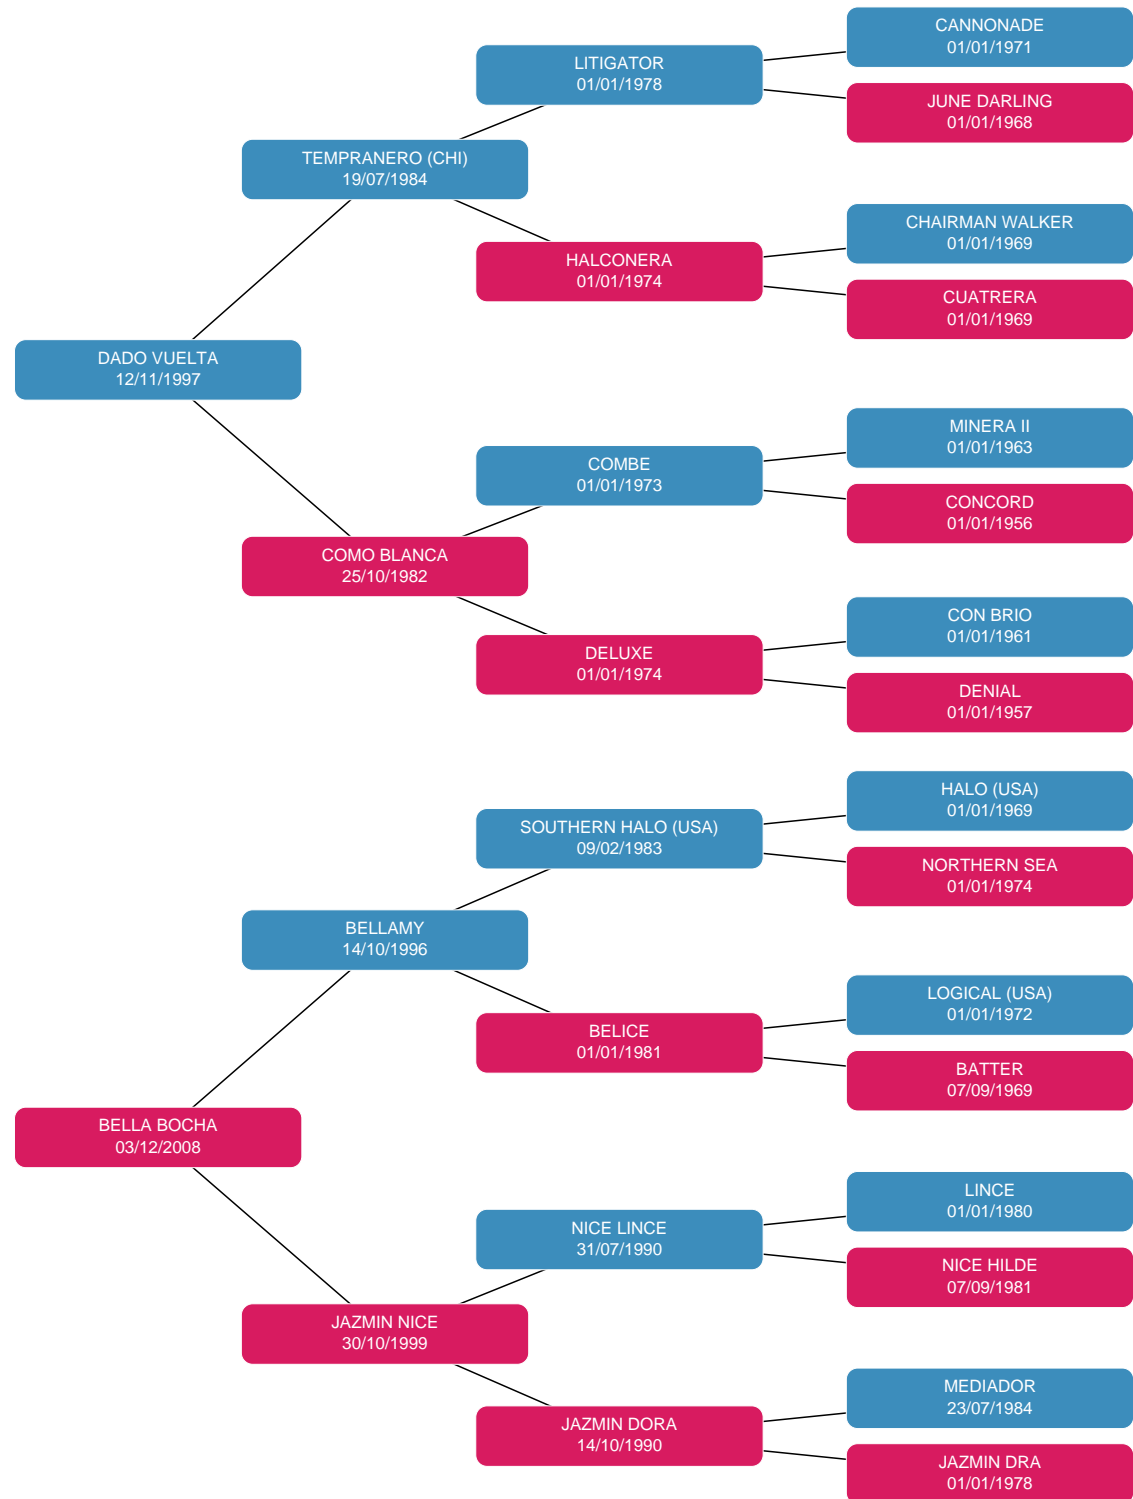 CANNONADE
01/01/1971
LITIGATOR
01/01/1978
JUNE DARLING
01/01/1968
TEMPRANERO (CHI)
19/07/1984
CHAIRMAN WALKER
01/01/1969
HALCONERA
01/01/1974
CUATRERA
01/01/1969
DADO VUELTA
12/11/1997
MINERA II
01/01/1963
COMBE
01/01/1973
CONCORD
01/01/1956
COMO BLANCA
25/10/1982
CON BRIO
01/01/1961
DELUXE
01/01/1974
DENIAL
01/01/1957
HALO (USA)
01/01/1969
SOUTHERN HALO (USA)
09/02/1983
NORTHERN SEA
01/01/1974
BELLAMY
14/10/1996
LOGICAL (USA)
01/01/1972
BELICE
01/01/1981
BATTER
07/09/1969
BELLA BOCHA
03/12/2008
LINCE
01/01/1980
NICE LINCE
31/07/1990
NICE HILDE
07/09/1981
JAZMIN NICE
30/10/1999
MEDIADOR
23/07/1984
JAZMIN DORA
14/10/1990
JAZMIN DRA
01/01/1978